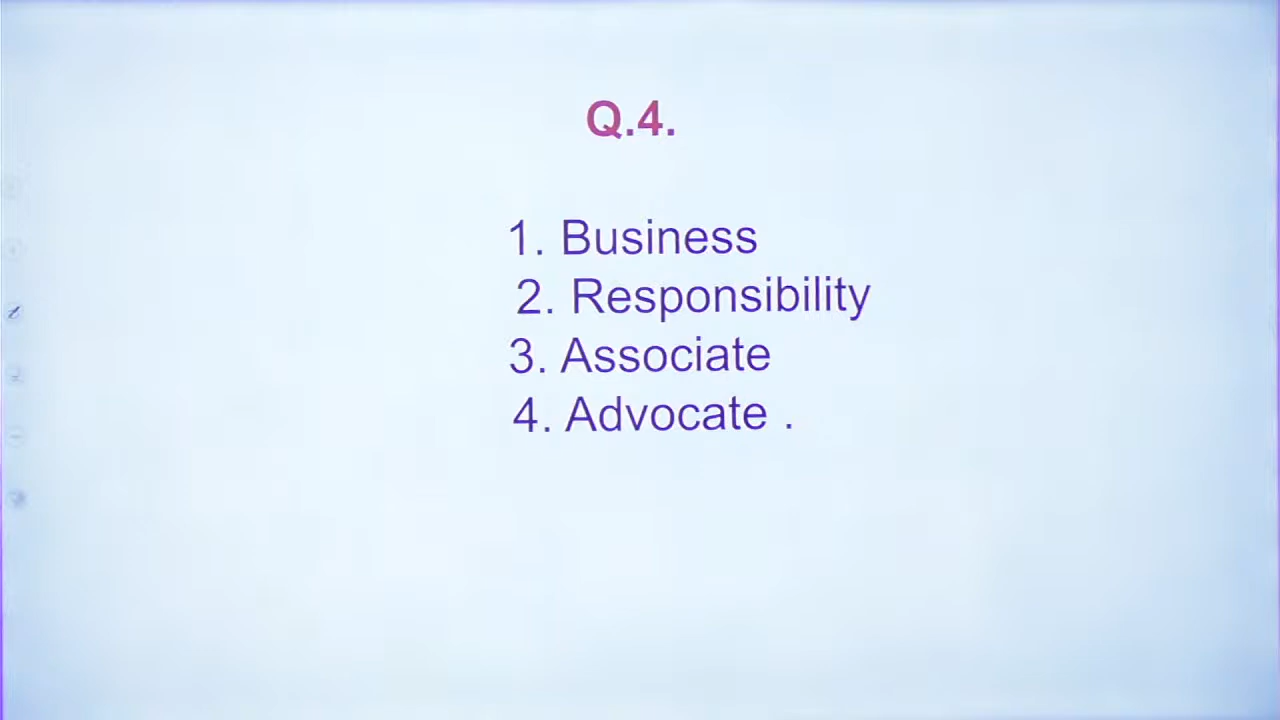 Q.4.
1. Business
2. Responsibility
3. Associate
4. Advocate .